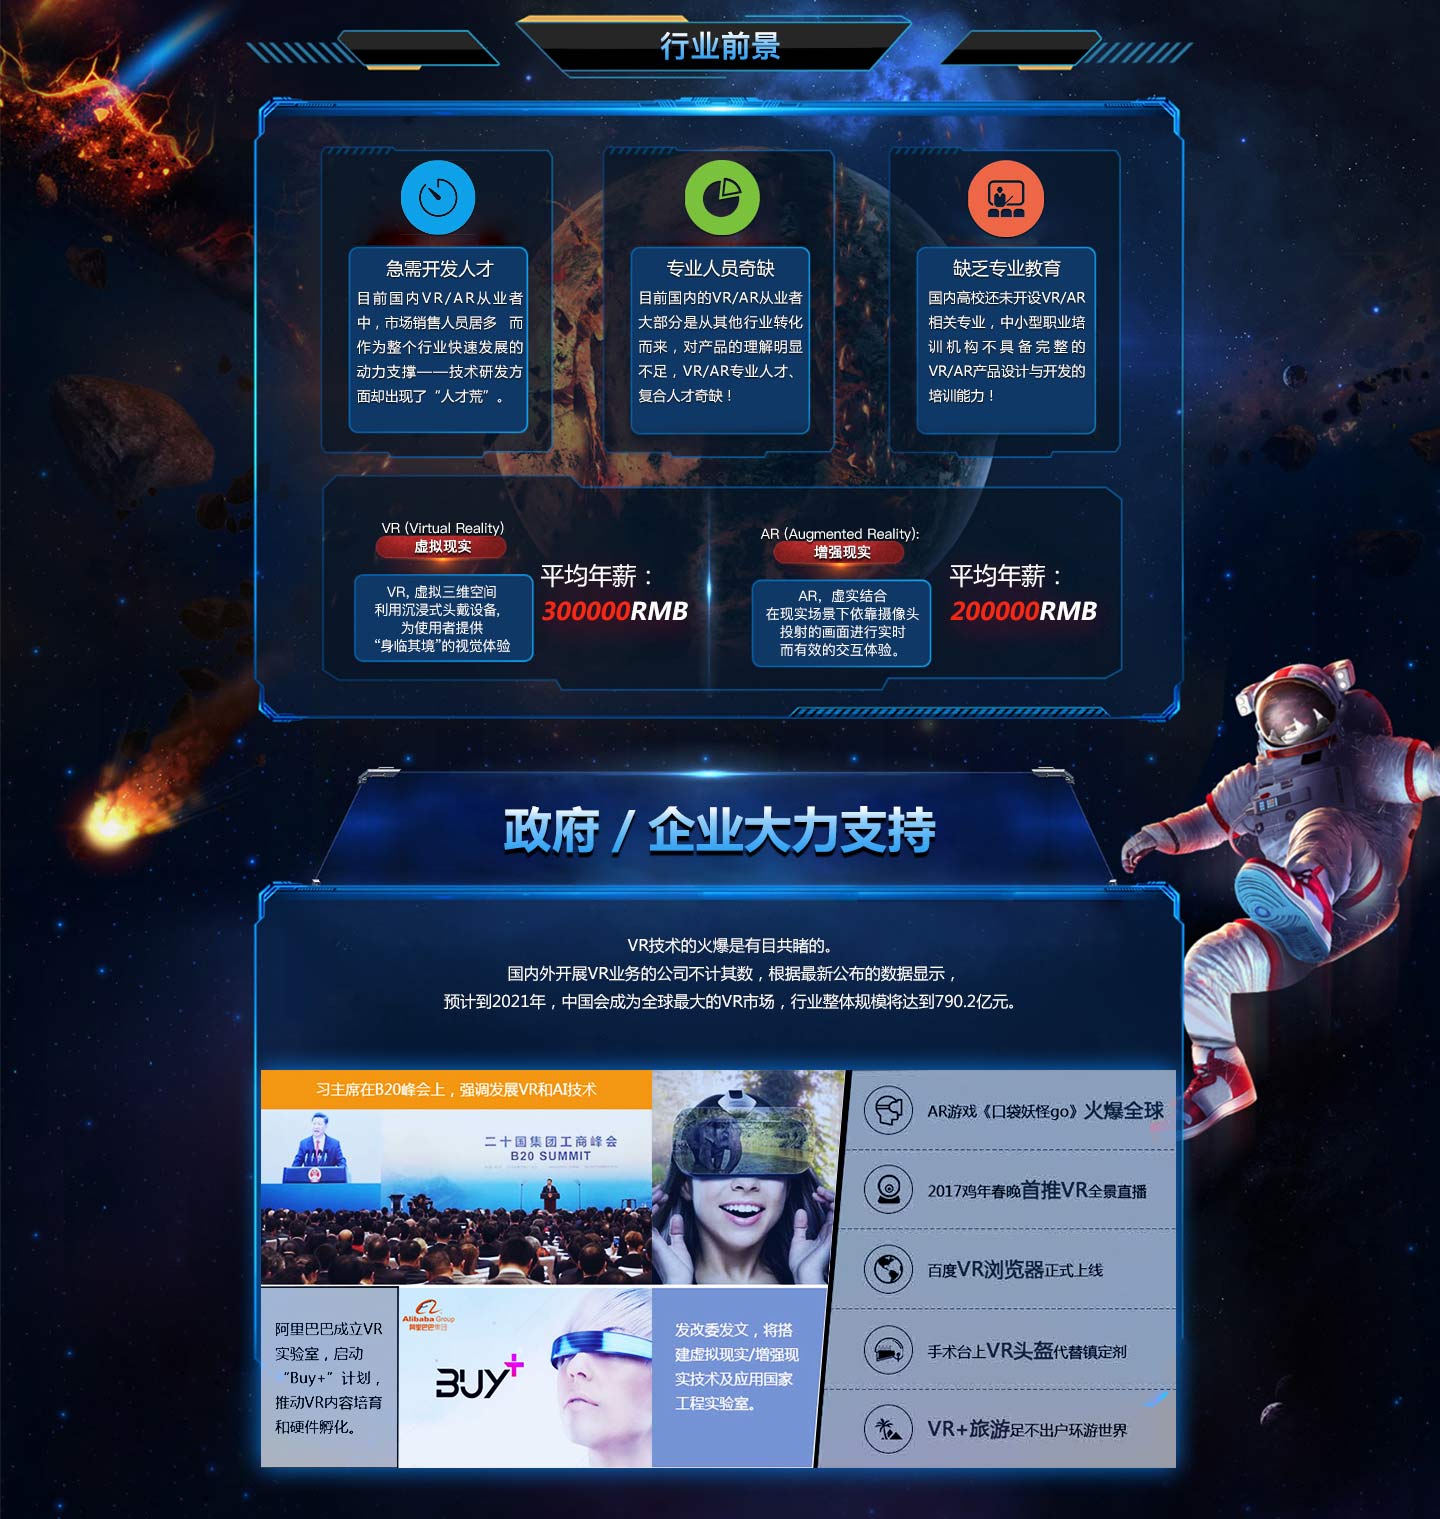 行业前景
急需开发人才
目前国内VR/AR从业者
中，市场销售人员居多 而
作为整个行业快速发展的
动力支撑——技术研发方
面却出现了“人才荒”。
专业人员奇缺
目前国内的VR/AR从业者
大部分是从其他行业转化
而来，对产品的理解明显
不足，VR/AR专业人才、
复合人才奇缺！
缺乏专业教育
国内高校还未开设VR/AR
相关专业，中小型职业培
训机构不具备完整的
VR/AR产品设计与开发的
培训能力！
VR (Virtual Reality)
虚拟现实
VR, 虚拟三维空间
利用沉浸式头戴设备,
为使用者提供
“身临其境”的视觉体验
平均年薪：
300000RMB
AR (Augmented Reality):
增强现实
AR，虚实结合
在现实场景下依靠摄像头
投射的画面进行实时
而有效的交互体验。
平均年薪：
200000RMB
政府 / 企业大力支持
VR技术的火爆是有目共睹的。
国内外开展VR业务的公司不计其数，根据最新公布的数据显示，
预计到2021年，中国会成为全球最大的VR市场，行业整体规模将达到790.2亿元。
习主席在B20峰会上，强调发展VR和AI技术
二十国集团工商峰会
B20 SUMMIT
阿里巴巴成立VR
实验室，启动
“Buy+”计划，
推动VR内容培育
和硬件孵化。
Alibaba Group
阿里巴巴集团
BUY+
发改委发文，将搭
建虚拟现实/增强现
实技术及应用国家
工程实验室。
AR游戏《口袋妖怪go》火爆全球
2017鸡年春晚首推VR全景直播
百度VR浏览器正式上线
手术台上VR头盔代替镇定剂
VR+旅游足不出户环游世界